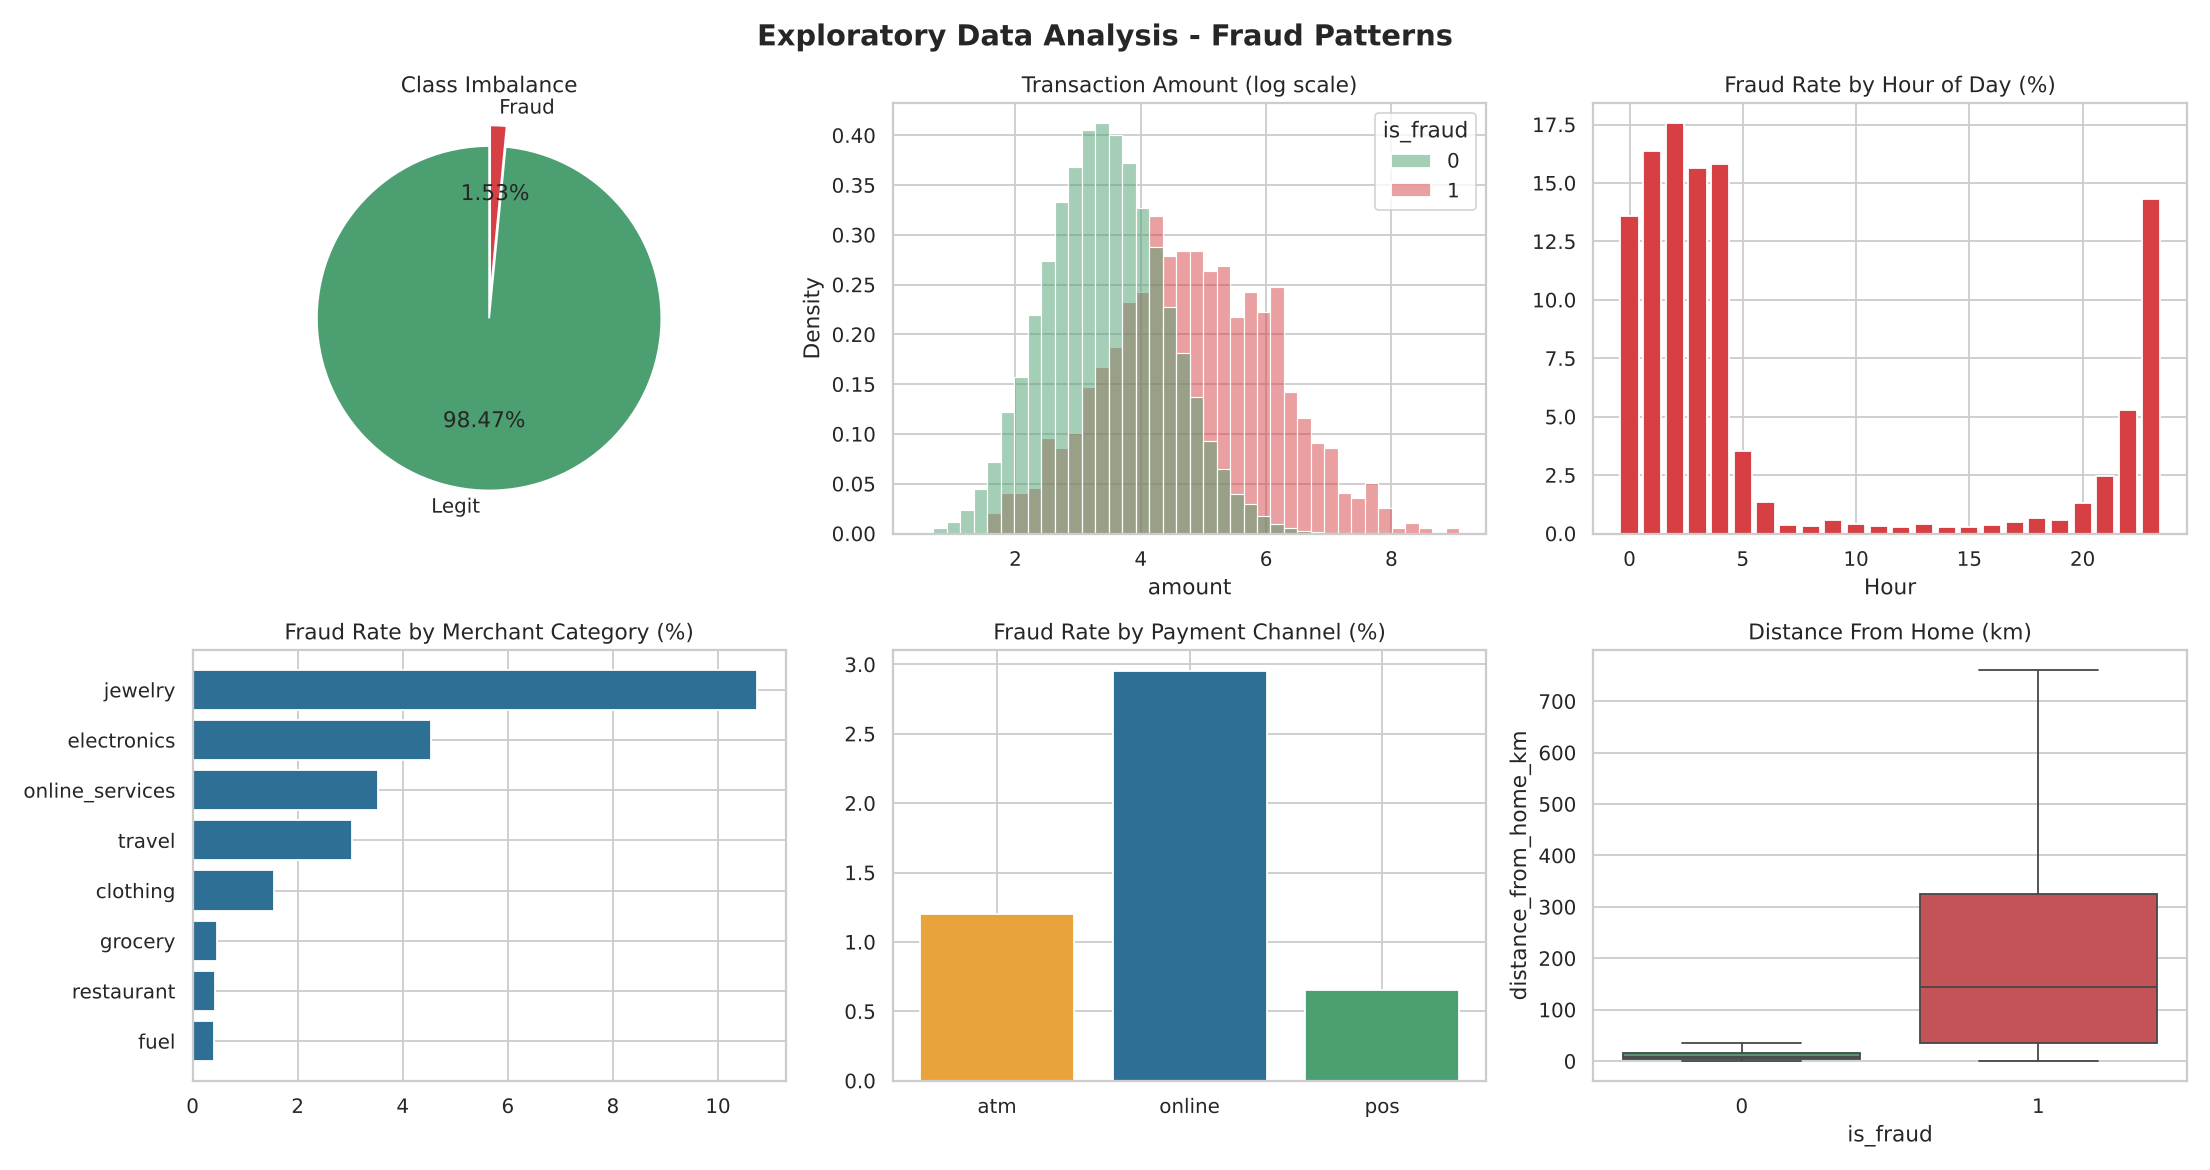 Exploratory Data Analysis - Fraud Patterns
Class Imbalance
Fraud
1.53%
98.47%
Legit
Transaction Amount (log scale)
is_fraud
0
1
Density
0.40
0.35
0.30
0.25
0.20
0.15
0.10
0.05
0.00
2 4 6 8
amount
Fraud Rate by Hour of Day (%)
17.5
15.0
12.5
10.0
7.5
5.0
2.5
0.0
0 5 10 15 20
Hour
Fraud Rate by Merchant Category (%)
jewelry
electronics
online_services
travel
clothing
grocery
restaurant
fuel
0 2 4 6 8 10
Fraud Rate by Payment Channel (%)
3.0
2.5
2.0
1.5
1.0
0.5
0.0
atm online pos
Distance From Home (km)
distance_from_home_km
700
600
500
400
300
200
100
0
0 1
is_fraud